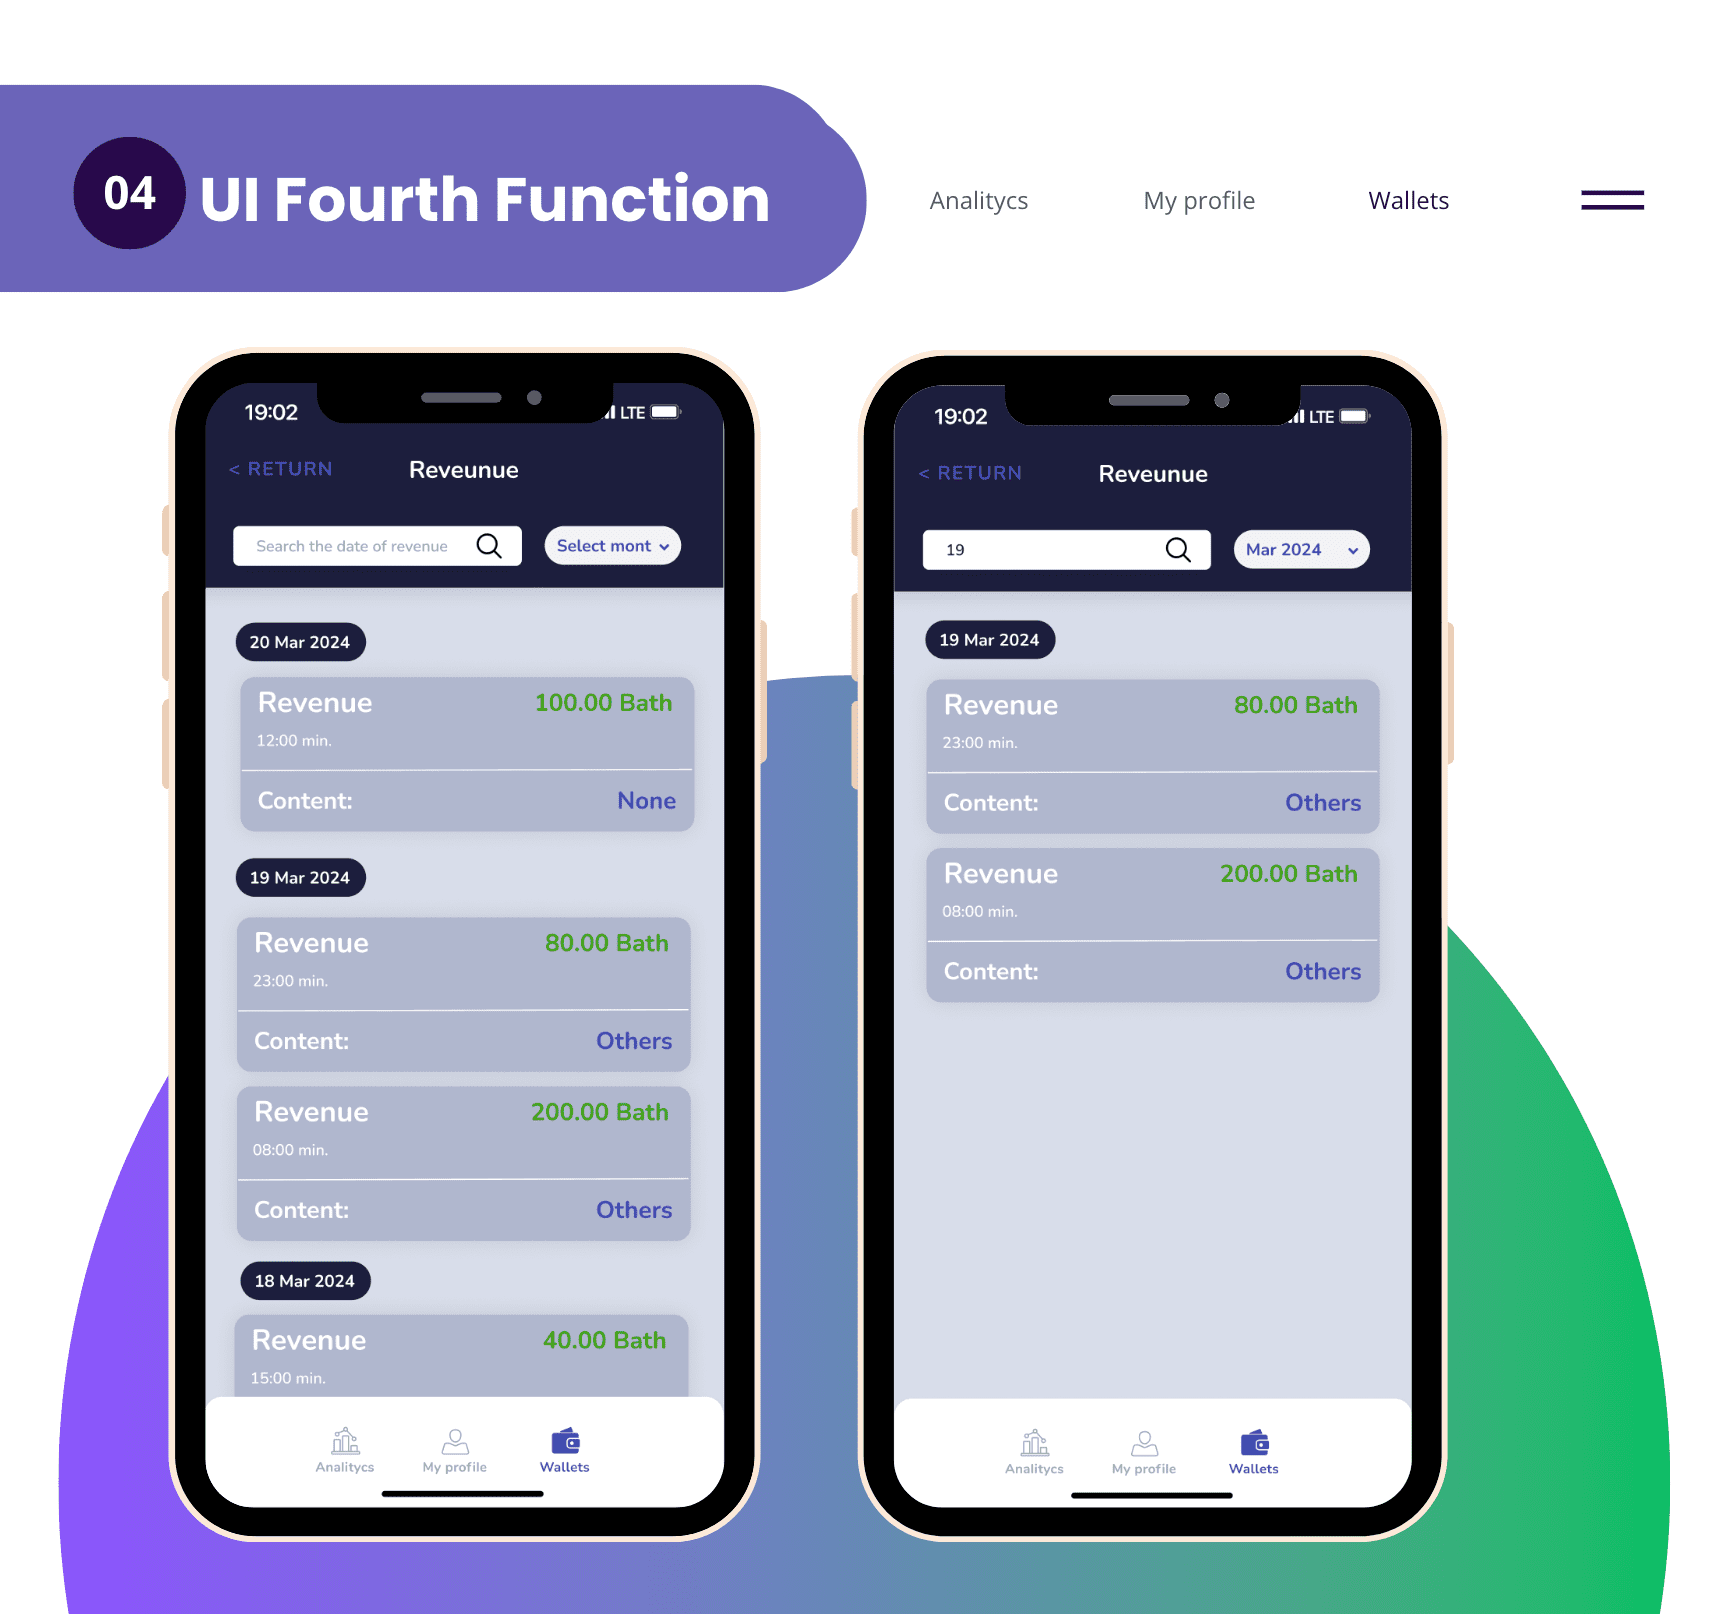 04 UI Fourth Function
Analitycs My profile Wallets
19:02 LTE
< RETURN Reveunue
Search the date of revenue Select mont
20 Mar 2024
Revenue 100.00 Bath
12:00 min.
Content: None
19 Mar 2024
Revenue 80.00 Bath
23:00 min.
Content: Others
Revenue 200.00 Bath
08:00 min.
Content: Others
18 Mar 2024
Revenue 40.00 Bath
15:00 min.
Analitycs My profile Wallets
19:02 LTE
< RETURN Reveunue
19 Mar 2024
19 Mar 2024
Revenue 80.00 Bath
23:00 min.
Content: Others
Revenue 200.00 Bath
08:00 min.
Content: Others
Analitycs My profile Wallets